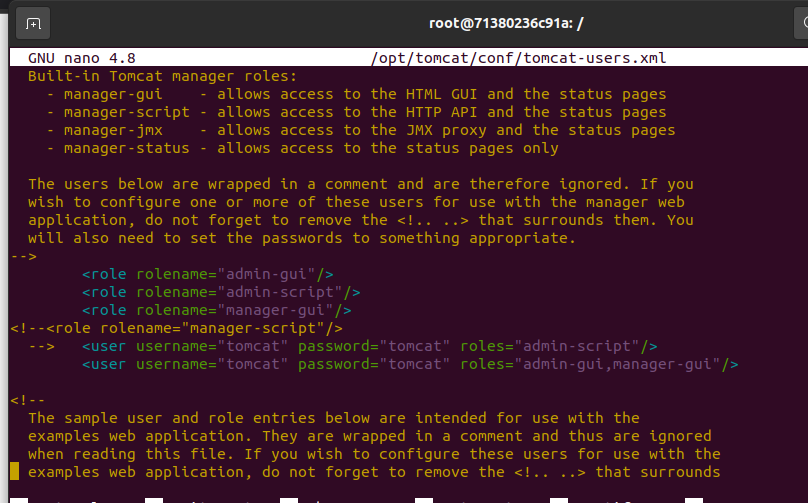 root@71380236c91a: /
GNU nano 4.8 /opt/tomcat/conf/tomcat-users.xml
Built-in Tomcat manager roles:
- manager-gui    - allows access to the HTML GUI and the status pages
- manager-script - allows access to the HTTP API and the status pages
- manager-jmx    - allows access to the JMX proxy and the status pages
- manager-status - allows access to the status pages only
The users below are wrapped in a comment and are therefore ignored. If you
wish to configure one or more of these users for use with the manager web
application, do not forget to remove the <!.. ..> that surrounds them. You
will also need to set the passwords to something appropriate.
-->
<role rolename="admin-gui"/>
<role rolename="admin-script"/>
<role rolename="manager-gui"/>
<!--<role rolename="manager-script"/>
-->   <user username="tomcat" password="tomcat" roles="admin-script"/>
<user username="tomcat" password="tomcat" roles="admin-gui,manager-gui"/>
<!--
The sample user and role entries below are intended for use with the
examples web application. They are wrapped in a comment and thus are ignored
when reading this file. If you wish to configure these users for use with the
examples web application, do not forget to remove the <!.. ..> that surrounds